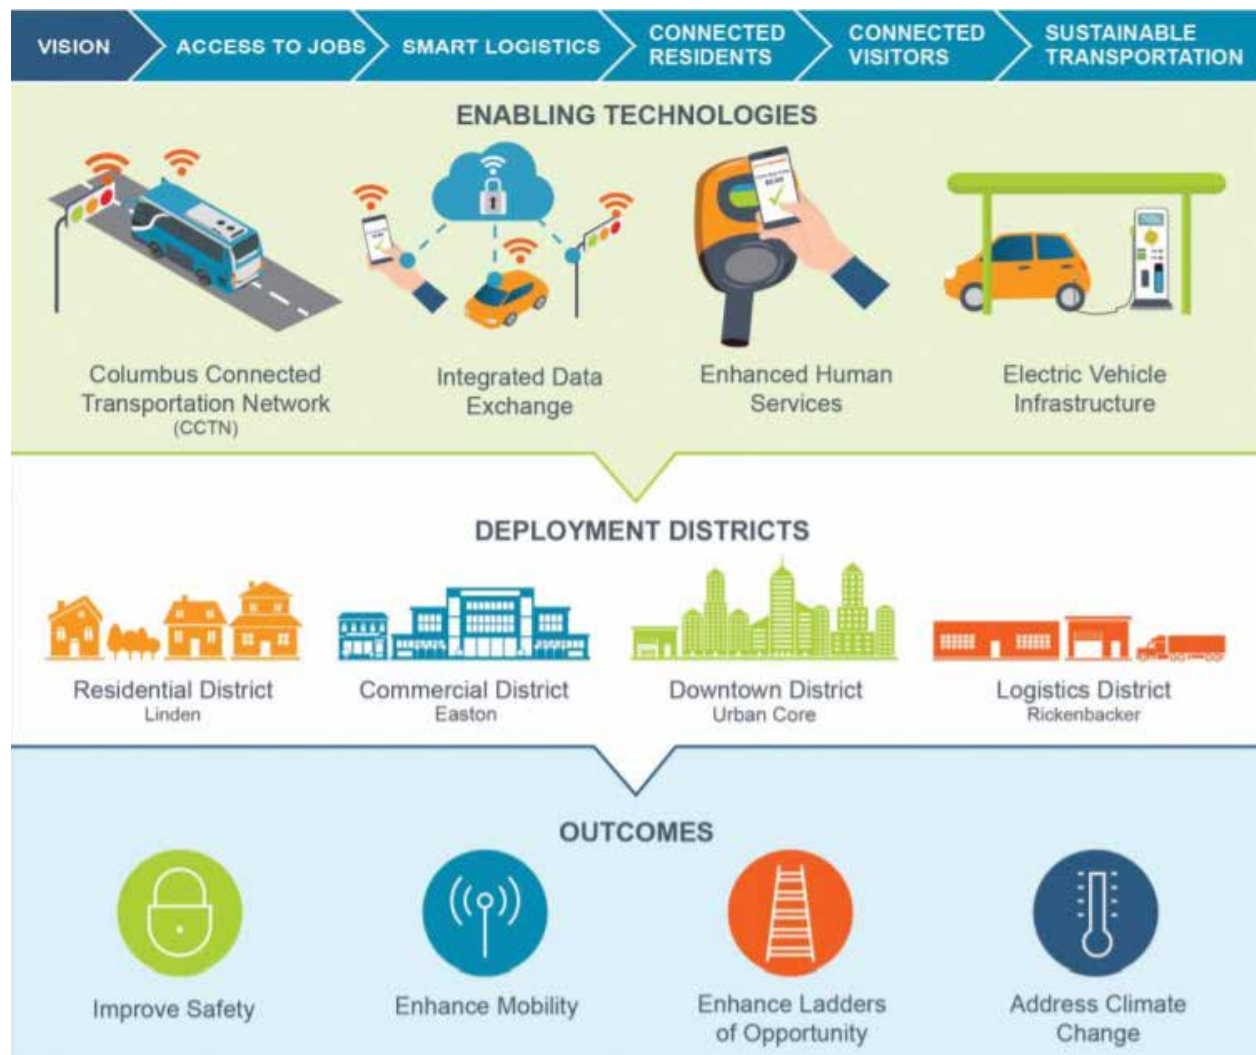 VISION
ACCESS TO JOBS
SMART LOGISTICS
CONNECTED
RESIDENTS
CONNECTED
VISITORS
SUSTAINABLE
TRANSPORTATION
ENABLING TECHNOLOGIES
Columbus Connected
Transportation Network
(CCTN)
Integrated Data
Exchange
Enhanced Human
Services
Electric Vehicle
Infrastructure
DEPLOYMENT DISTRICTS
Residential District
Linden
Commercial District
Easton
Downtown District
Urban Core
Logistics District
Rickenbacker
OUTCOMES
Improve Safety
Enhance Mobility
Enhance Ladders
of Opportunity
Address Climate
Change